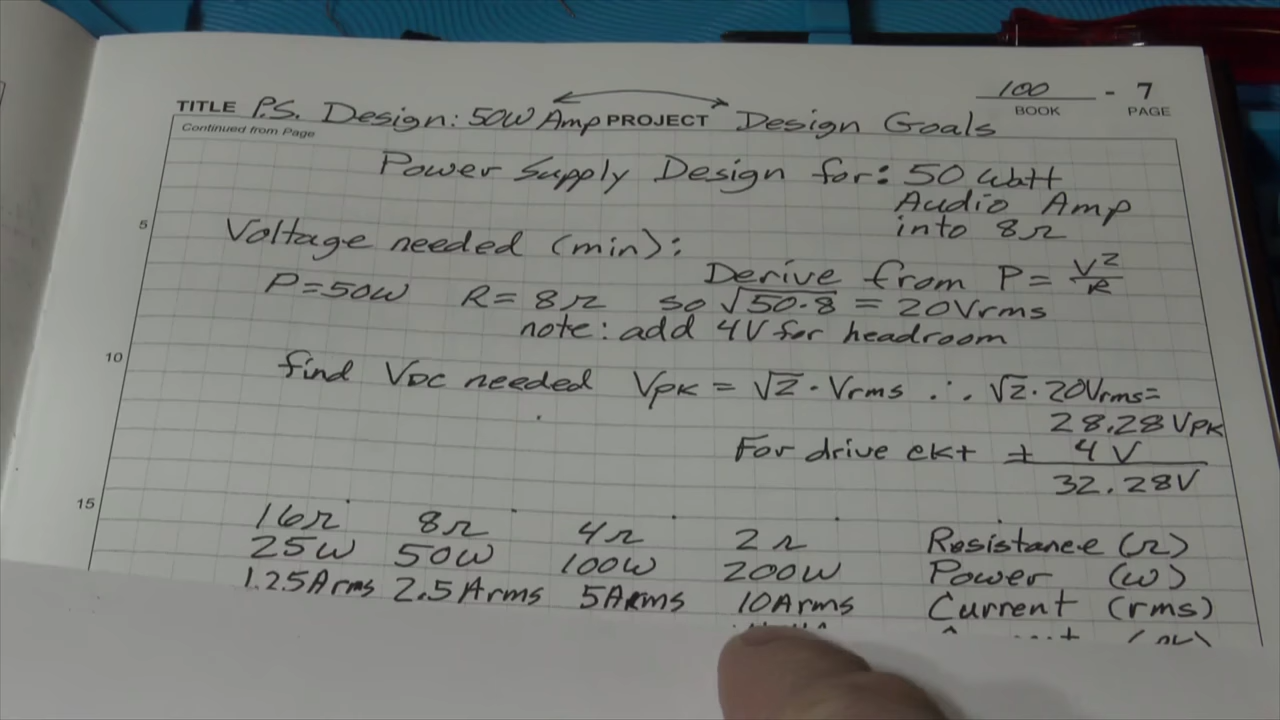 100 - 7
BOOK PAGE
TITLE P.S. Design: 50W Amp PROJECT Design Goals
Continued from Page
Power Supply Design for: 50 Watt
Audio Amp
into 8Ω
5
Voltage needed (min):
Derive from P = V²/R
P=50W R= 8Ω so √50·8 = 20Vrms
note: add 4V for headroom
10
find VDC needed VPK = √2 · Vrms ∴ √2 · 20Vrms=
28.28 VPK
For drive ckt + 4V
32.28V
15
16Ω 8Ω 4Ω 2Ω Resistance (Ω)
25W 50W 100W 200W Power (W)
1.25Arms 2.5Arms 5Arms 10Arms Current (rms)